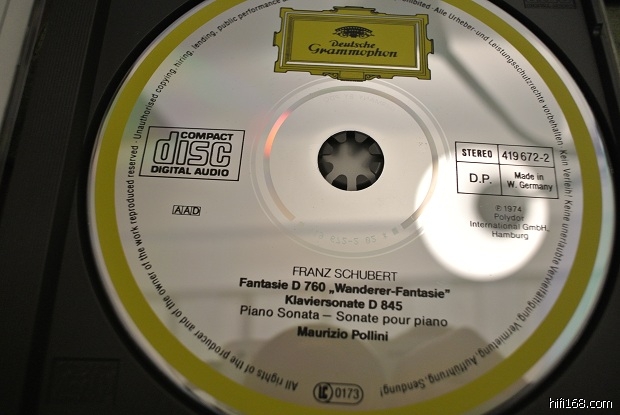 Deutsche
Grammophon
COMPACT
disc
DIGITAL AUDIO
STEREO
419 672-2
D.P.
Made in
W. Germany
AAD
℗ 1974
Polydor
International GmbH,
Hamburg
FRANZ SCHUBERT
Fantasie D 760 „Wanderer-Fantasie”
Klaviersonate D 845
Piano Sonata – Sonate pour piano
Maurizio Pollini
LC 0173
All rights of the producer and of the owner of the work reproduced reserved · Unauthorised copying, hiring, lending, public performance
prohibited. Alle Urheber- und Leistungsschutzrechte vorbehalten. Kein Verleih! Keine unerlaubte Vervielfältigung, Vermietung, Aufführung, Sendung!
hifi168.com